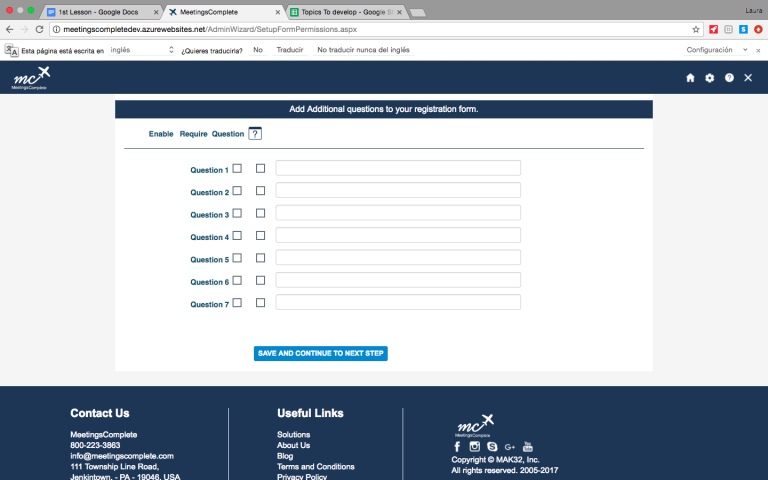 1st Lesson - Google Docs
MeetingsComplete
Topics To develop - Google S
Laura
meetingscompletedev.azurewebsites.net/AdminWizard/SetupFormPermissions.aspx
Esta página está escrita en inglés ¿Quieres traducirla? No Traducir No traducir nunca del inglés Configuración
mc
MeetingsComplete
Add Additional questions to your registration form.
Enable Require Question ?
Question 1
Question 2
Question 3
Question 4
Question 5
Question 6
Question 7
SAVE AND CONTINUE TO NEXT STEP
Contact Us
MeetingsComplete
800-223-3863
info@meetingscomplete.com
111 Township Line Road,
Jenkintown, - PA - 19046, USA
Useful Links
Solutions
About Us
Blog
Terms and Conditions
Privacy Policy
mc
MeetingsComplete
Copyright © MAK32, Inc.
All rights reserved. 2005-2017